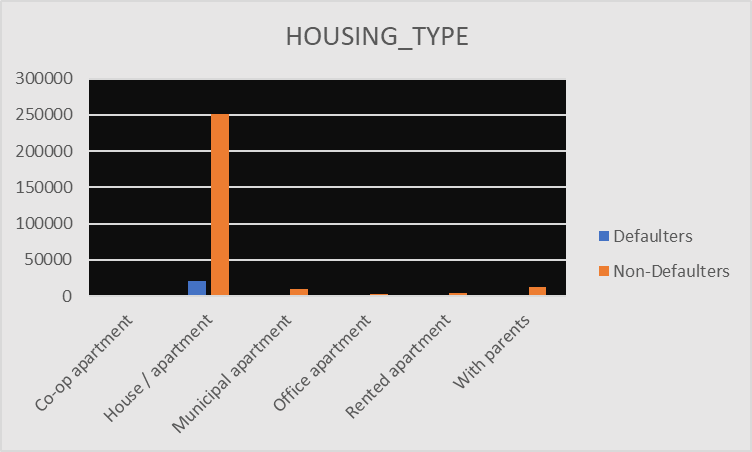 HOUSING_TYPE
300000
250000
200000
150000
100000
50000
0
Co-op apartment
House / apartment
Municipal apartment
Office apartment
Rented apartment
With parents
Defaulters
Non-Defaulters